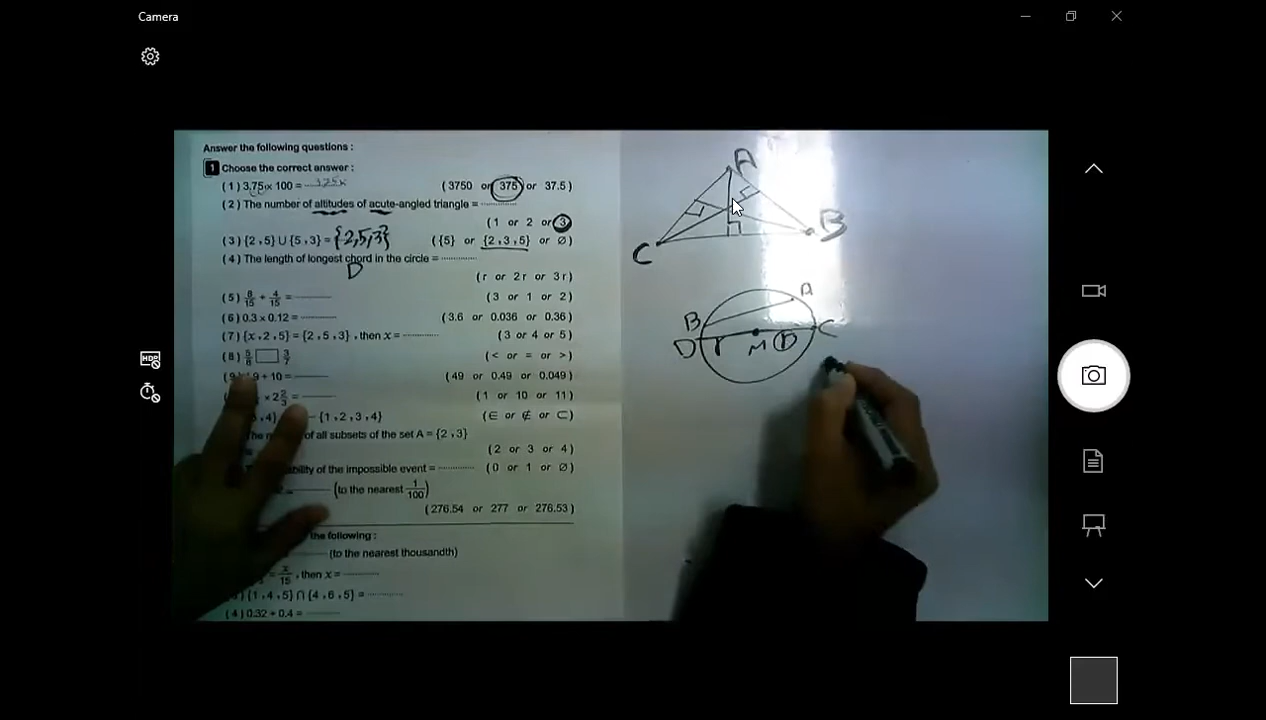 Camera
Answer the following questions :
1 Choose the correct answer :
( 1 ) 3.75 × 100 = 375x ( 3750 or 375 or 37.5 )
( 2 ) The number of altitudes of acute-angled triangle = ............
( 1 or 2 or 3
( 3 ) {2 , 5} ∪ {5 , 3} = {2,5,3} ({5} or {2 , 3 , 5} or ∅ )
( 4 ) The length of longest chord in the circle = ............
D
( r or 2 r or 3 r )
( 5 ) 8/15 + 4/15 = ............ ( 3 or 1 or 2 )
( 6 ) 0.3 × 0.12 = ............ ( 3.6 or 0.036 or 0.36 )
( 7 ) {x , 2 , 5} = {2 , 5 , 3} , then x = ............ ( 3 or 4 or 5 )
( 8 ) 5/8 □ 3/7 ( < or = or > )
( 9 ) 9 ÷ 10 = ............ ( 49 or 0.49 or 0.049 )
× 2 2/3 = ............ ( 1 or 10 or 11 )
, 4} {1 , 2 , 3 , 4} ( ∈ or ∉ or ⊂ )
of all subsets of the set A = {2 , 3}
( 2 or 3 or 4 )
of the impossible event = ............ ( 0 or 1 or ∅ )
= ............ (to the nearest 1/100)
( 276.54 or 277 or 276.53 )
the following :
(to the nearest thousandth)
= x/15 , then x = ............
{1 , 4 , 5} ∩ {4 , 6 , 5} = ............
( 4 ) 0.32 ÷ 0.4 = ............
A
B
C
A
B
C
D
r
M